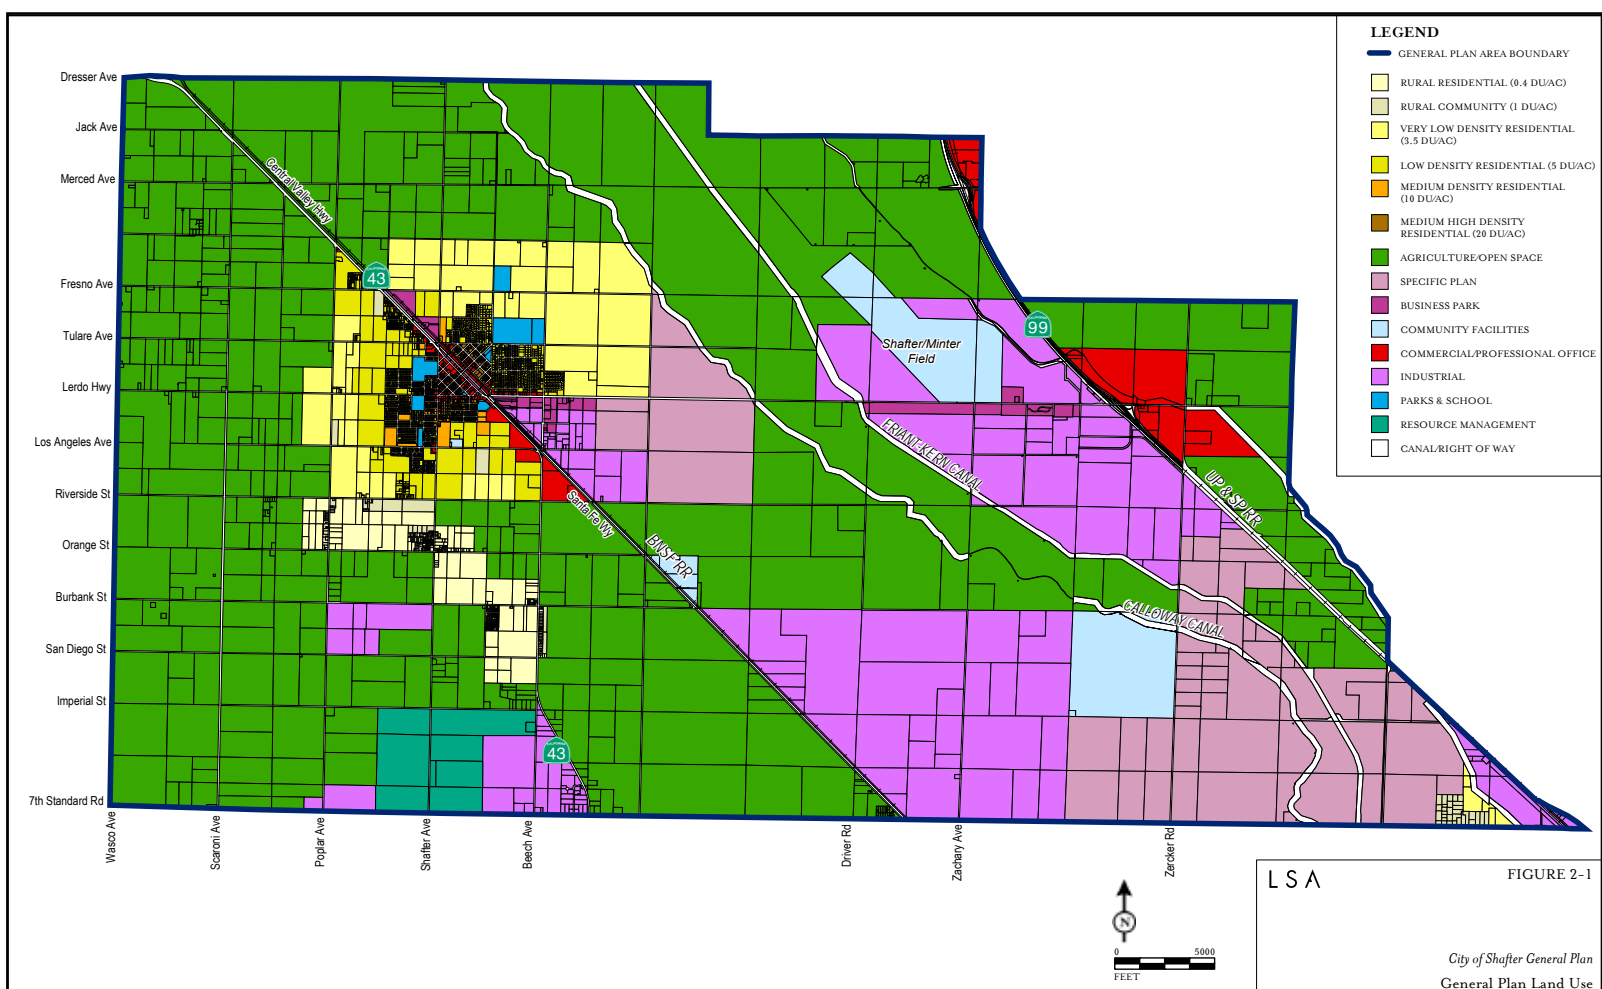 LEGEND
GENERAL PLAN AREA BOUNDARY
RURAL RESIDENTIAL (0.4 DU/AC)
RURAL COMMUNITY (1 DU/AC)
VERY LOW DENSITY RESIDENTIAL
(3.5 DU/AC)
LOW DENSITY RESIDENTIAL (5 DU/AC)
MEDIUM DENSITY RESIDENTIAL
(10 DU/AC)
MEDIUM HIGH DENSITY
RESIDENTIAL (20 DU/AC)
AGRICULTURE/OPEN SPACE
SPECIFIC PLAN
BUSINESS PARK
COMMUNITY FACILITIES
COMMERCIAL/PROFESSIONAL OFFICE
INDUSTRIAL
PARKS & SCHOOL
RESOURCE MANAGEMENT
CANAL/RIGHT OF WAY
Dresser Ave
Jack Ave
Merced Ave
Fresno Ave
Tulare Ave
Lerdo Hwy
Los Angeles Ave
Riverside St
Orange St
Burbank St
San Diego St
Imperial St
7th Standard Rd
Central Valley Hwy
43
99
Shafter/Minter
Field
FRIANT-KERN CANAL
UP & SP RR
Santa Fe Wy
BNSF RR
CALLOWAY CANAL
43
Wasco Ave
Scaroni Ave
Poplar Ave
Shafter Ave
Beech Ave
Driver Rd
Zachary Ave
Zercker Rd
N
0 5000
FEET
LSA
FIGURE 2-1
City of Shafter General Plan
General Plan Land Use